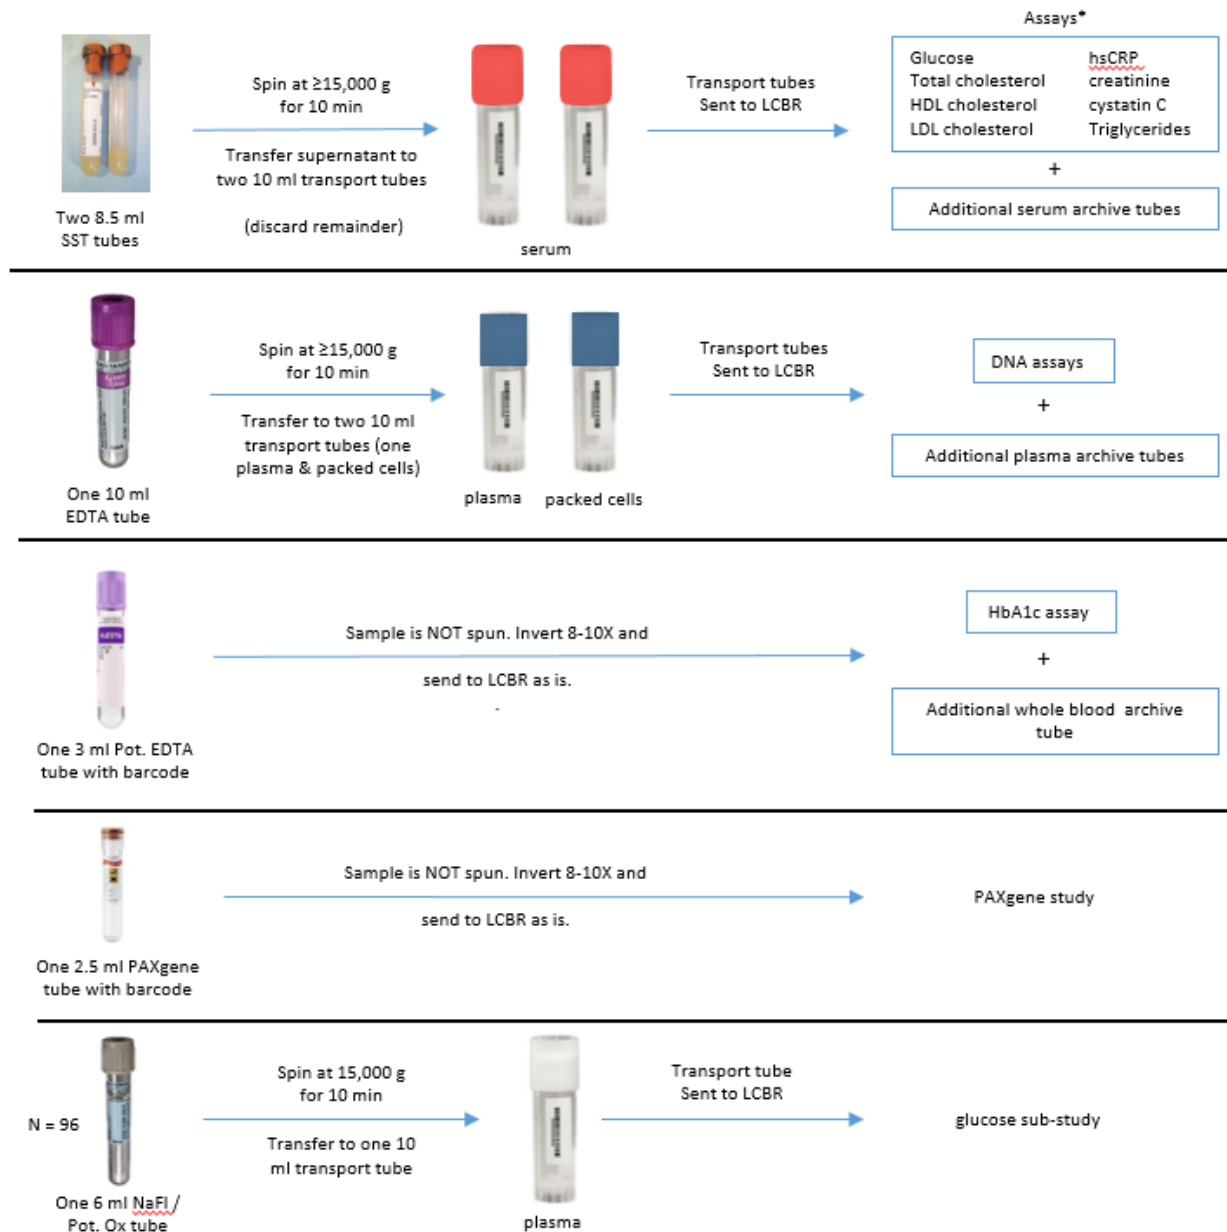 Assays*
Two 8.5 ml
SST tubes
Spin at ≥15,000 g
for 10 min
Transfer supernatant to
two 10 ml transport tubes
(discard remainder)
serum
Transport tubes
Sent to LCBR
Glucose hsCRP
Total cholesterol creatinine
HDL cholesterol cystatin C
LDL cholesterol Triglycerides
+
Additional serum archive tubes
One 10 ml
EDTA tube
Spin at ≥15,000 g
for 10 min
Transfer to two 10 ml
transport tubes (one
plasma & packed cells)
plasma packed cells
Transport tubes
Sent to LCBR
DNA assays
+
Additional plasma archive tubes
One 3 ml Pot. EDTA
tube with barcode
Sample is NOT spun. Invert 8-10X and
send to LCBR as is.
-
HbA1c assay
+
Additional whole blood archive
tube
One 2.5 ml PAXgene
tube with barcode
Sample is NOT spun. Invert 8-10X and
send to LCBR as is.
PAXgene study
N = 96
One 6 ml NaFl /
Pot. Ox tube
Spin at 15,000 g
for 10 min
Transfer to one 10
ml transport tube
plasma
Transport tube
Sent to LCBR
glucose sub-study